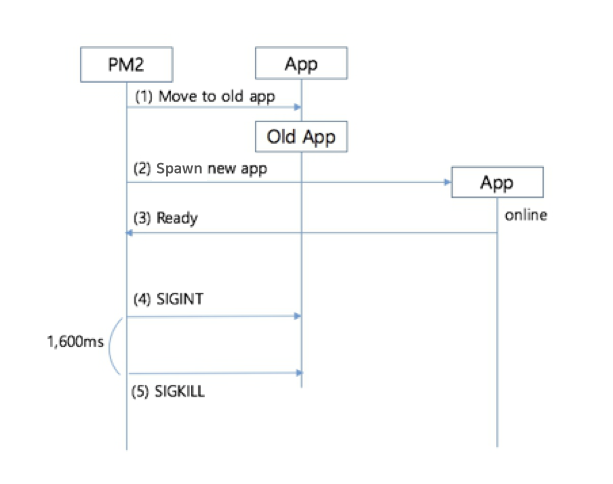 PM2
App
(1) Move to old app
Old App
(2) Spawn new app
App
(3) Ready
online
(4) SIGINT
1,600ms
(5) SIGKILL